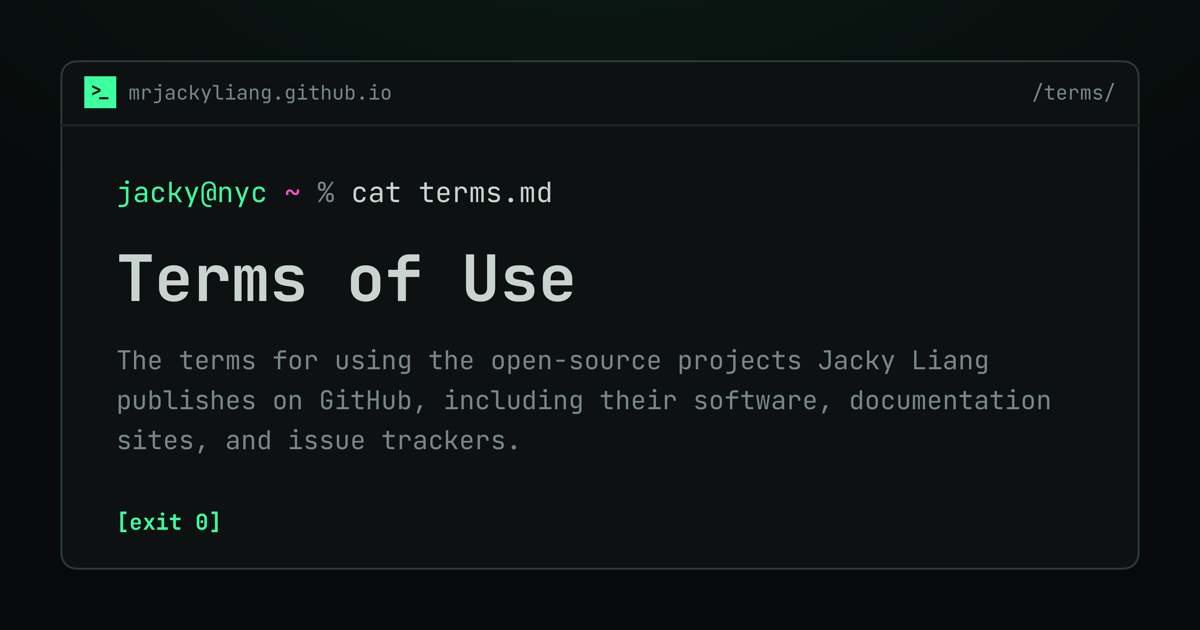 >_ mrjackyliang.github.io /terms/
jacky@nyc ~ % cat terms.md
Terms of Use
The terms for using the open-source projects Jacky Liang
publishes on GitHub, including their software, documentation
sites, and issue trackers.
[exit 0]